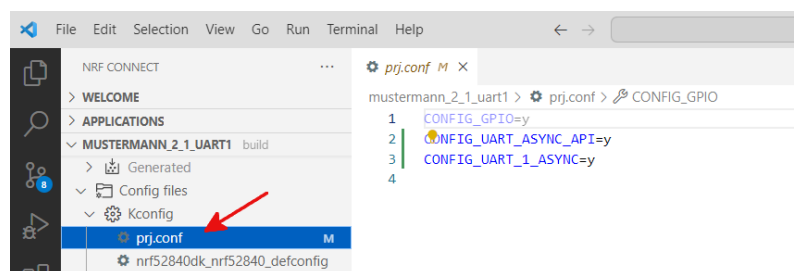 File Edit Selection View Go Run Terminal Help
NRF CONNECT
WELCOME
APPLICATIONS
MUSTERMANN_2_1_UART1 build
Generated
Config files
Kconfig
prj.conf M
nrf52840dk_nrf52840_defconfig
8
prj.conf M
mustermann_2_1_uart1 > prj.conf > CONFIG_GPIO
1 CONFIG_GPIO=y
2 CONFIG_UART_ASYNC_API=y
3 CONFIG_UART_1_ASYNC=y
4